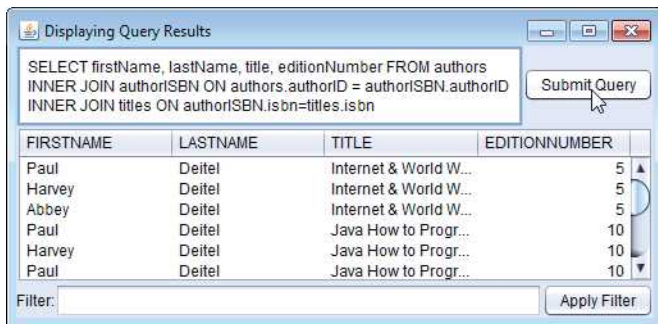 Displaying Query Results
SELECT firstName, lastName, title, editionNumber FROM authors
INNER JOIN authorISBN ON authors.authorID = authorISBN.authorID
INNER JOIN titles ON authorISBN.isbn=titles.isbn
Submit Query
FIRSTNAME LASTNAME TITLE EDITIONNUMBER
Paul Deitel Internet & World W... 5
Harvey Deitel Internet & World W... 5
Abbey Deitel Internet & World W... 5
Paul Deitel Java How to Progr... 10
Harvey Deitel Java How to Progr... 10
Paul Deitel Java How to Progr... 10
Filter: Apply Filter